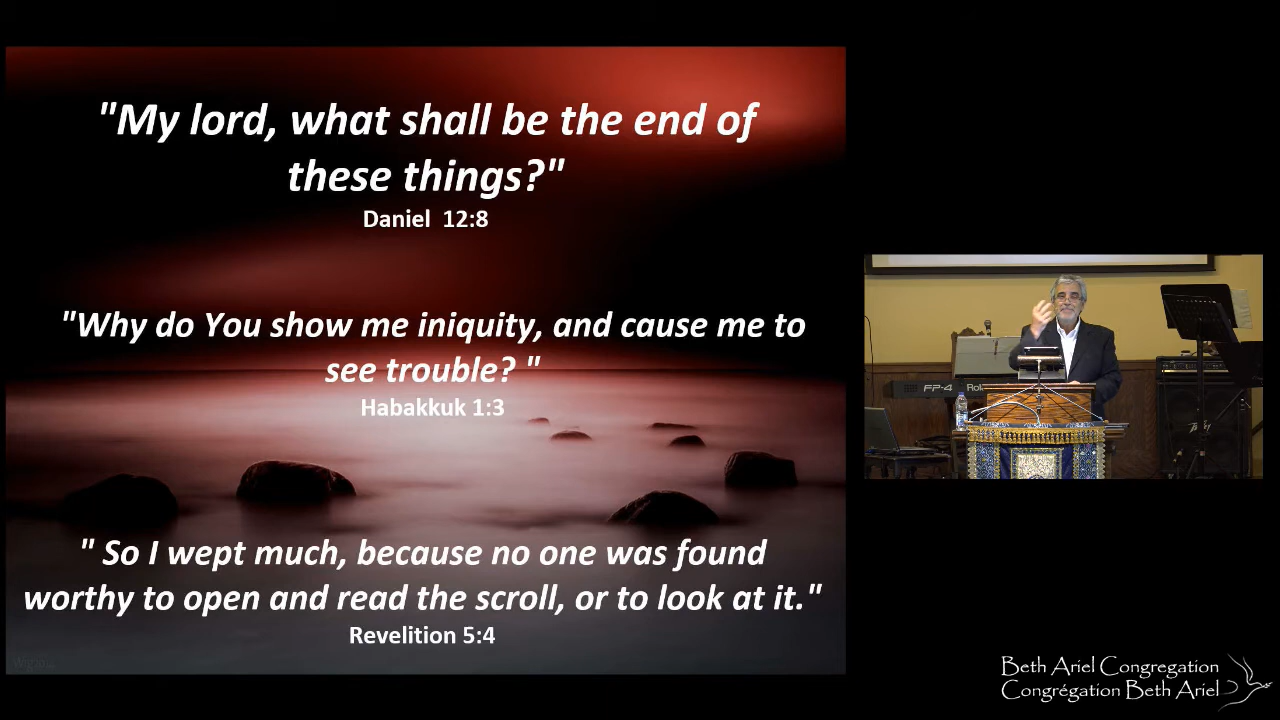 "My lord, what shall be the end of
these things?"
Daniel 12:8
"Why do You show me iniquity, and cause me to
see trouble? "
Habakkuk 1:3
" So I wept much, because no one was found
worthy to open and read the scroll, or to look at it."
Revelition 5:4
FP-4 Rol
Beth Ariel Congregation
Congrégation Beth Ariel